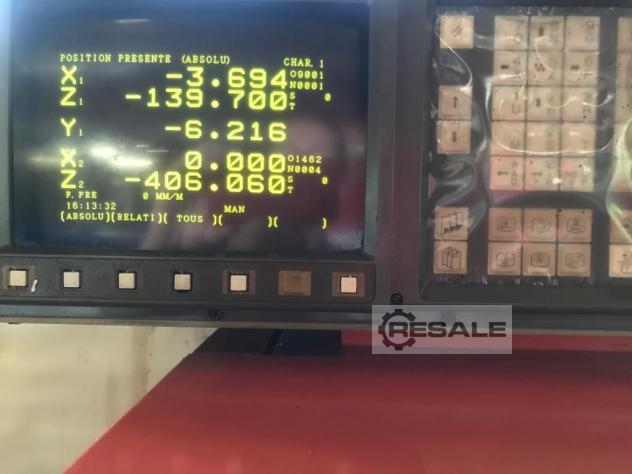 POSITION PRESENTE (ABSOLU) CHAR. 1
X1 -3.694 O9001
N0001
Z1 -139.700 S 0
T
Y1 -6.216
X2 0.000 O1462
N0004
Z2 -406.060 S 0
T
P. PRE 0 MM/M
16:13:32 MAN
(ABSOLU)(RELATI)( TOUS )( )( )
RESALE